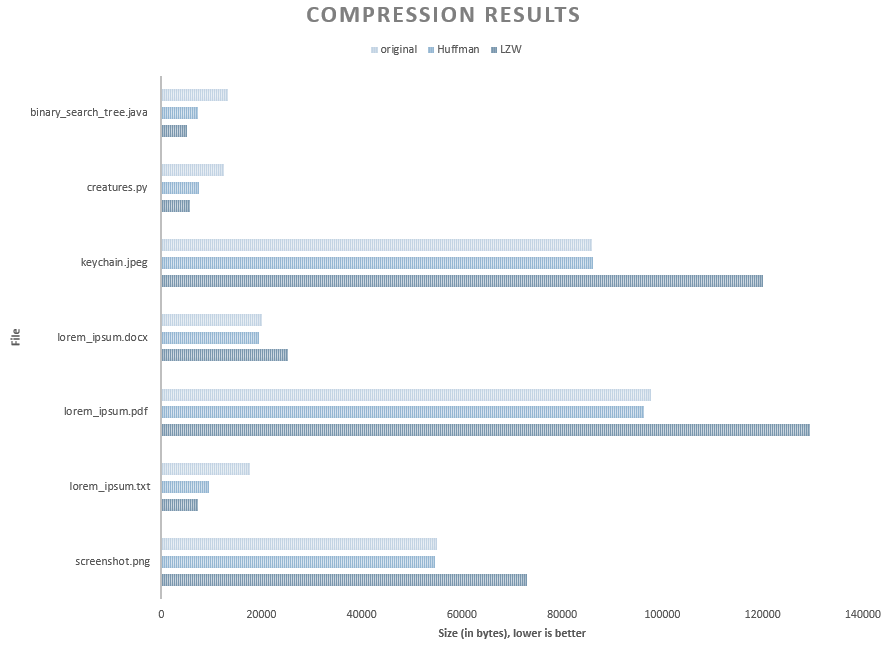 COMPRESSION RESULTS
original Huffman LZW
binary_search_tree.java
creatures.py
keychain.jpeg
lorem_ipsum.docx
File
lorem_ipsum.pdf
lorem_ipsum.txt
screenshot.png
0 20000 40000 60000 80000 100000 120000 140000
Size (in bytes), lower is better